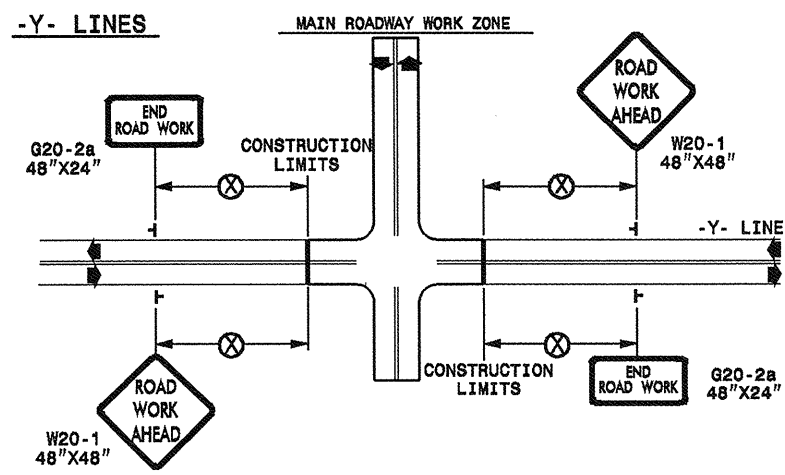 -Y- LINES
MAIN ROADWAY WORK ZONE
END
ROAD WORK
G20-2a
48"X24"
CONSTRUCTION
LIMITS
X
X
ROAD
WORK
AHEAD
W20-1
48"X48"
-Y- LINE
X
X
ROAD
WORK
AHEAD
W20-1
48"X48"
CONSTRUCTION
LIMITS
END
ROAD WORK
G20-2a
48"X24"